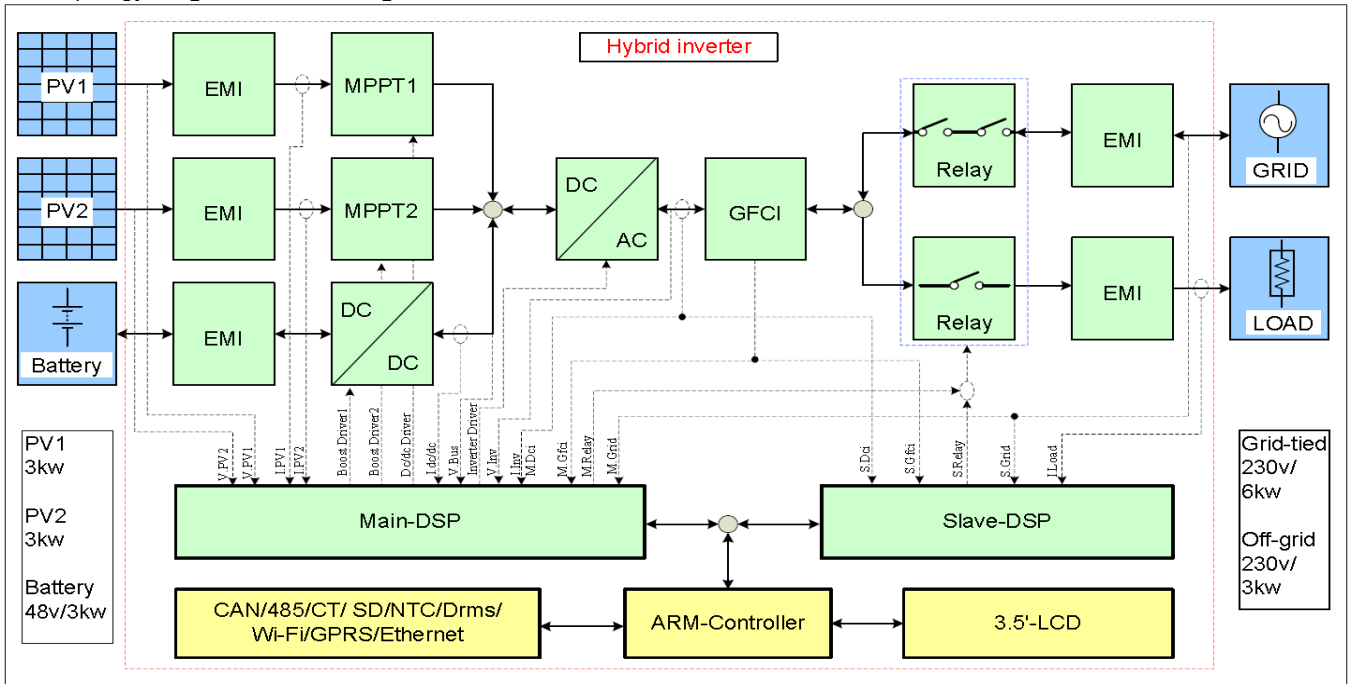 Hybrid inverter
PV1
EMI
MPPT1
PV2
EMI
MPPT2
Battery
EMI
DC
DC
DC
AC
GFCI
Relay
EMI
GRID
Relay
EMI
LOAD
V.PV2
V.PV1
I.PV1
I.PV2
Boost Driver1
Boost Driver2
Dc/dc Driver
I.dc/dc
V.Bus
Inverter Driver
V.Inv
I.Inv
M.Dci
M.Gfci
M.Relay
M.Grid
S.Dci
S.Gfci
S.Relay
S.Grid
I.Load
PV1
3kw
PV2
3kw
Battery
48v/3kw
Main-DSP
Slave-DSP
Grid-tied
230v/
6kw
Off-grid
230v/
3kw
CAN/485/CT/ SD/NTC/Drms/
Wi-Fi/GPRS/Ethernet
ARM-Controller
3.5'-LCD